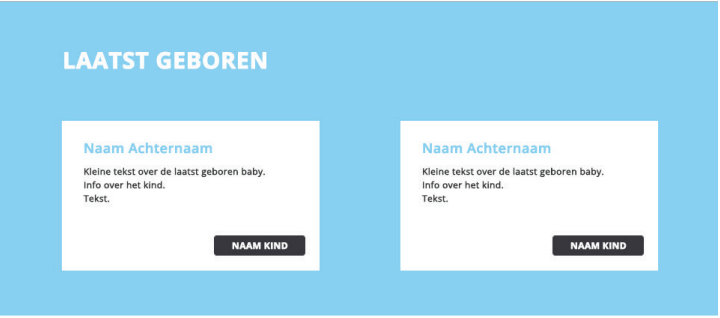 LAATST GEBOREN
Naam Achternaam
Kleine tekst over de laatst geboren baby.
Info over het kind.
Tekst.
NAAM KIND
Naam Achternaam
Kleine tekst over de laatst geboren baby.
Info over het kind.
Tekst.
NAAM KIND